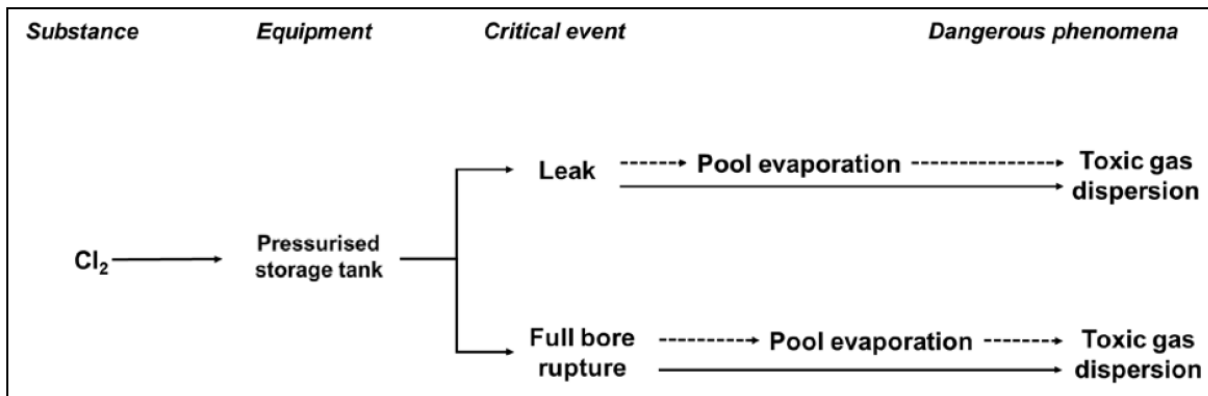 Substance Equipment Critical event Dangerous phenomena
Leak Pool evaporation Toxic gas
dispersion
Cl₂ Pressurised
storage tank
Full bore
rupture Pool evaporation Toxic gas
dispersion